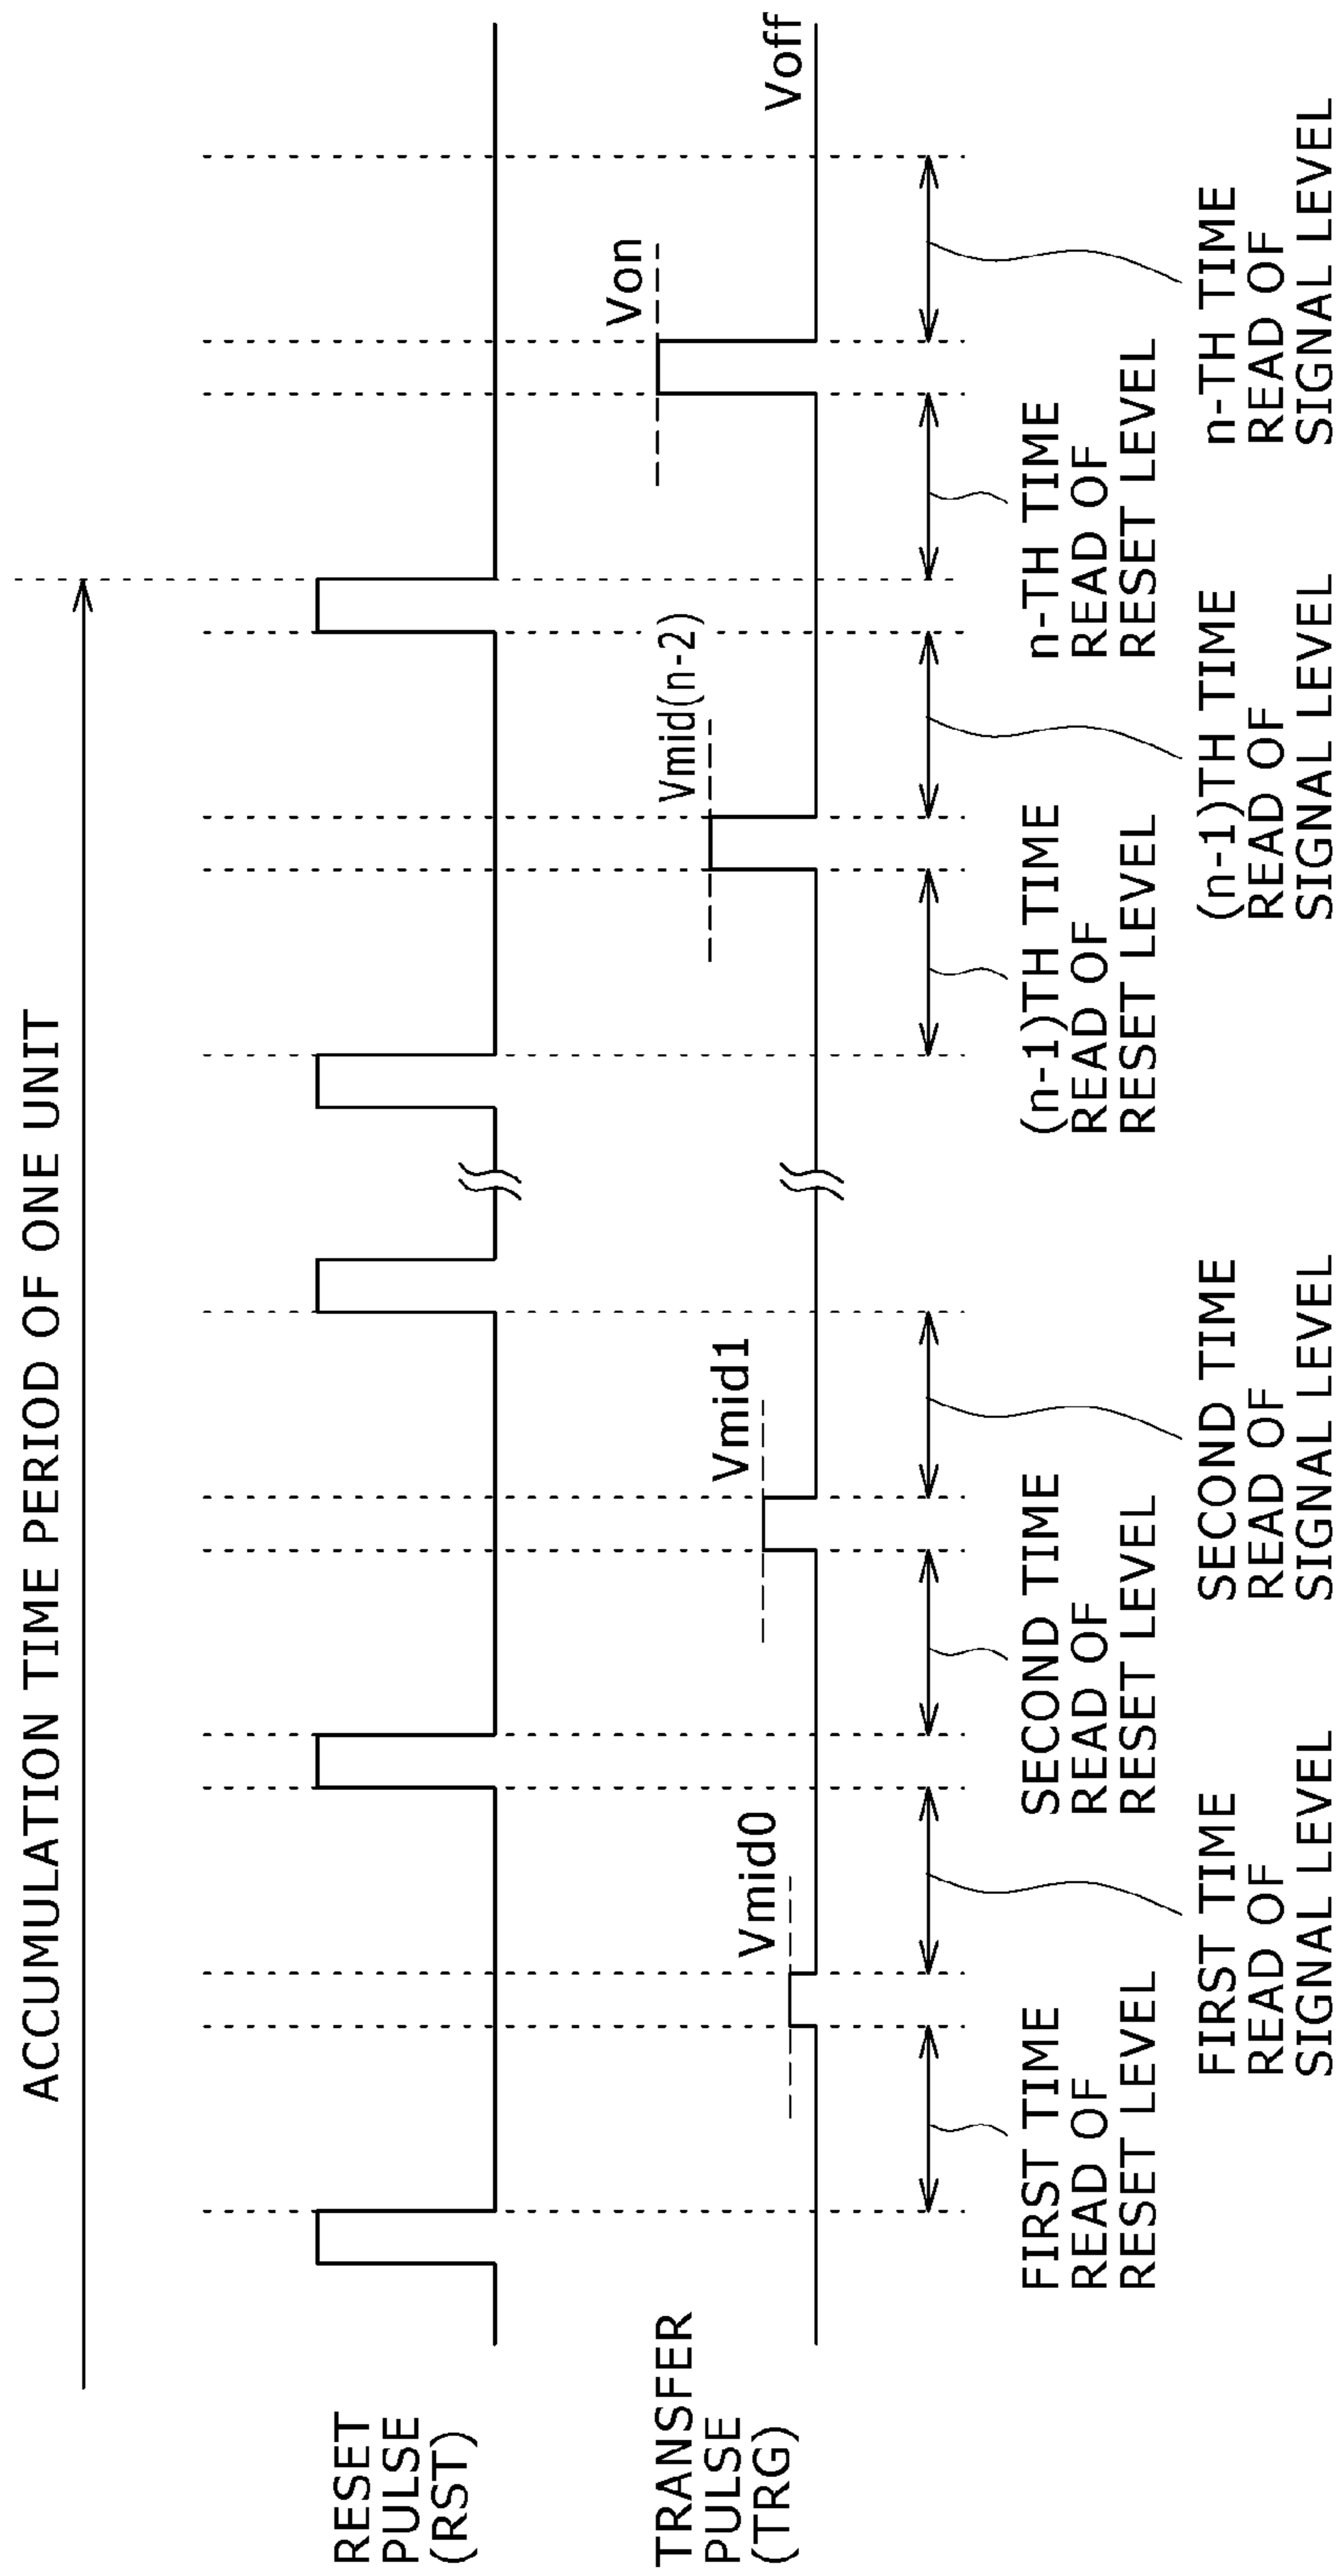 ACCUMULATION TIME PERIOD OF ONE UNIT
RESET
PULSE
(RST)
TRANSFER
PULSE
(TRG)
Vmid0
Vmid1
Vmid(n-2)
Von
Voff
FIRST TIME
READ OF
RESET LEVEL
SECOND TIME
READ OF
RESET LEVEL
(n-1)TH TIME
READ OF
RESET LEVEL
n-TH TIME
READ OF
RESET LEVEL
FIRST TIME
READ OF
SIGNAL LEVEL
SECOND TIME
READ OF
SIGNAL LEVEL
(n-1)TH TIME
READ OF
SIGNAL LEVEL
n-TH TIME
READ OF
SIGNAL LEVEL